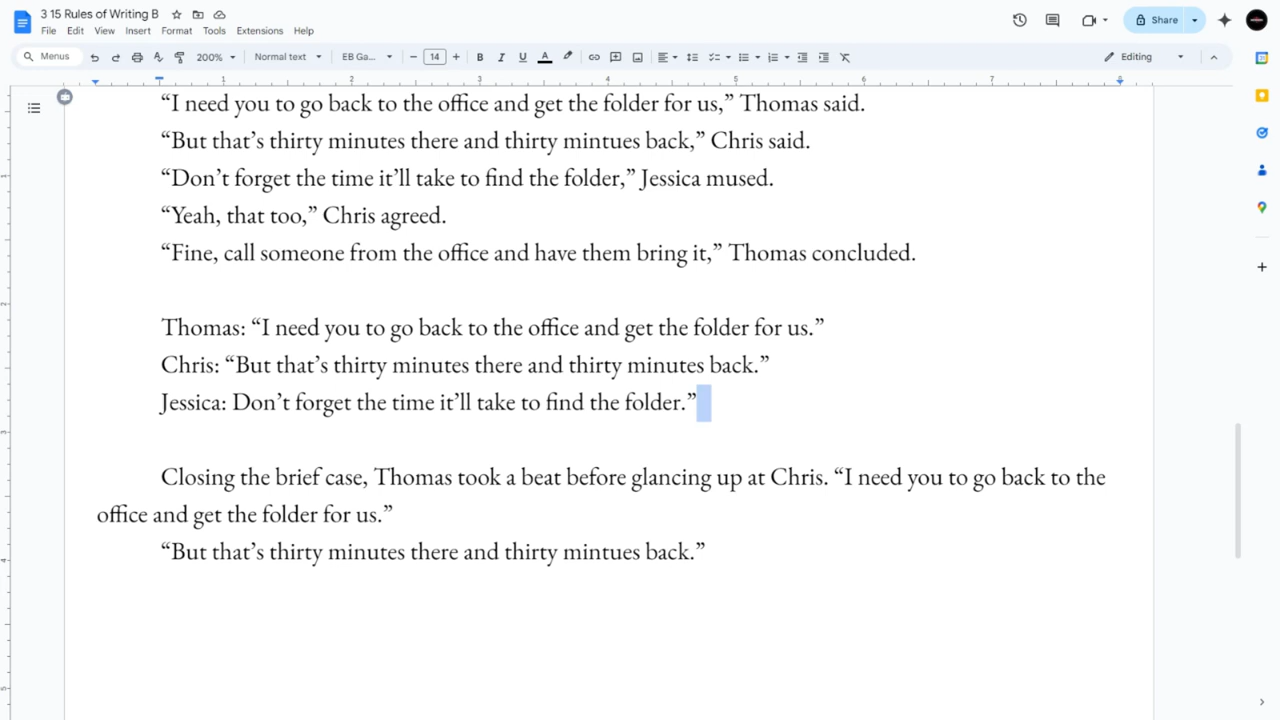 3 15 Rules of Writing B
File Edit View Insert Format Tools Extensions Help
Share
Menus 200% Normal text EB Ga... 14 B I U A Editing
1 2 3 4 5 6 7
“I need you to go back to the office and get the folder for us,” Thomas said.
“But that’s thirty minutes there and thirty mintues back,” Chris said.
“Don’t forget the time it’ll take to find the folder,” Jessica mused.
“Yeah, that too,” Chris agreed.
“Fine, call someone from the office and have them bring it,” Thomas concluded.
Thomas: “I need you to go back to the office and get the folder for us.”
Chris: “But that’s thirty minutes there and thirty minutes back.”
Jessica: Don’t forget the time it’ll take to find the folder.”
Closing the brief case, Thomas took a beat before glancing up at Chris. “I need you to go back to the
office and get the folder for us.”
“But that’s thirty minutes there and thirty mintues back.”